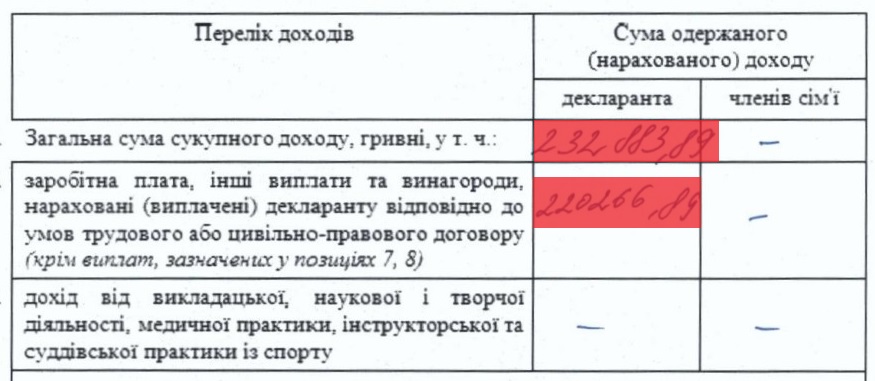 Перелік доходів
Сума одержаного
(нарахованого) доходу
декларанта
членів сім'ї
Загальна сума сукупного доходу, гривні, у т. ч.:
232 883,89
–
заробітна плата, інші виплати та винагороди,
нараховані (виплачені) декларанту відповідно до
умов трудового або цивільно-правового договору
(крім виплат, зазначених у позиціях 7, 8)
220266,89
–
дохід від викладацької, наукової і творчої
діяльності, медичної практики, інструкторської та
суддівської практики із спорту
–
–